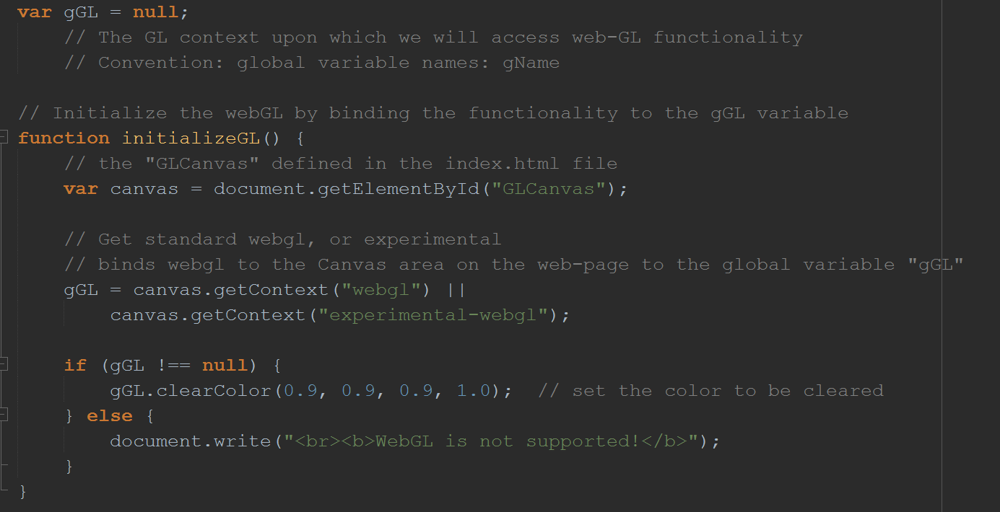 var gGL = null;
    // The GL context upon which we will access web-GL functionality
    // Convention: global variable names: gName

// Initialize the webGL by binding the functionality to the gGL variable
function initializeGL() {
    // the "GLCanvas" defined in the index.html file
    var canvas = document.getElementById("GLCanvas");

    // Get standard webgl, or experimental
    // binds webgl to the Canvas area on the web-page to the global variable "gGL"
    gGL = canvas.getContext("webgl") ||
        canvas.getContext("experimental-webgl");

    if (gGL !== null) {
        gGL.clearColor(0.9, 0.9, 0.9, 1.0);  // set the color to be cleared
    } else {
        document.write("<br><b>WebGL is not supported!</b>");
    }
}